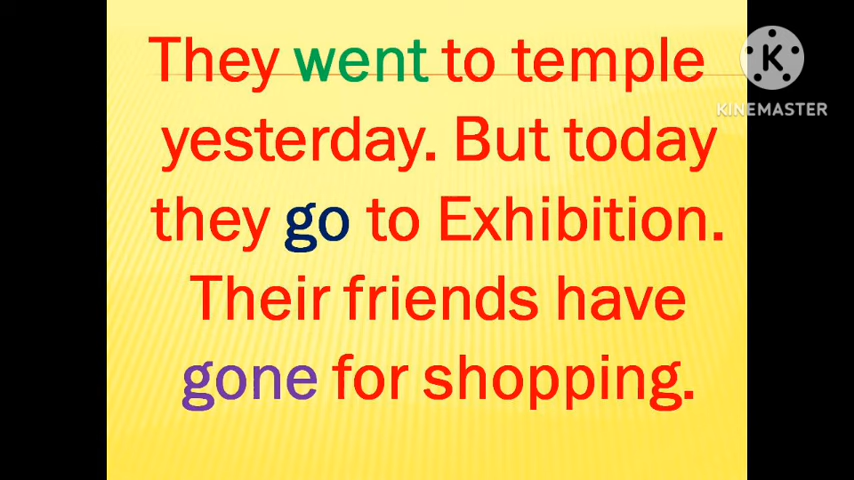 They went to temple
yesterday. But today
they go to Exhibition.
Their friends have
gone for shopping.
K
KINEMASTER